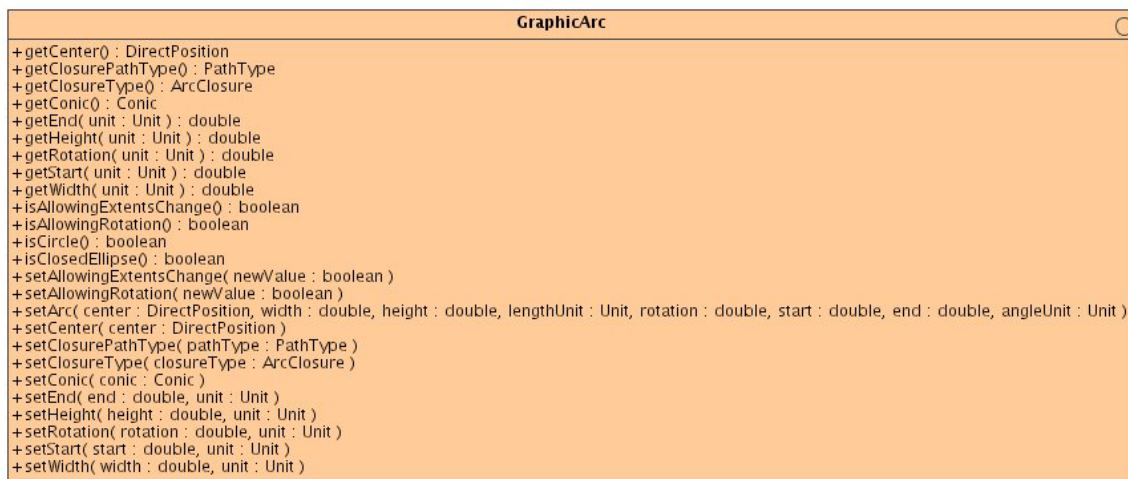 GraphicArc
+getCenter() : DirectPosition
+getClosurePathType() : PathType
+getClosureType() : ArcClosure
+getConic() : Conic
+getEnd( unit : Unit ) : double
+getHeight( unit : Unit ) : double
+getRotation( unit : Unit ) : double
+getStart( unit : Unit ) : double
+getWidth( unit : Unit ) : double
+isAllowingExtentsChange() : boolean
+isAllowingRotation() : boolean
+isCircle() : boolean
+isClosedEllipse() : boolean
+setAllowingExtentsChange( newValue : boolean )
+setAllowingRotation( newValue : boolean )
+setArc( center : DirectPosition, width : double, height : double, lengthUnit : Unit, rotation : double, start : double, end : double, angleUnit : Unit )
+setCenter( center : DirectPosition )
+setClosurePathType( pathType : PathType )
+setClosureType( closureType : ArcClosure )
+setConic( conic : Conic )
+setEnd( end : double, unit : Unit )
+setHeight( height : double, unit : Unit )
+setRotation( rotation : double, unit : Unit )
+setStart( start : double, unit : Unit )
+setWidth( width : double, unit : Unit )